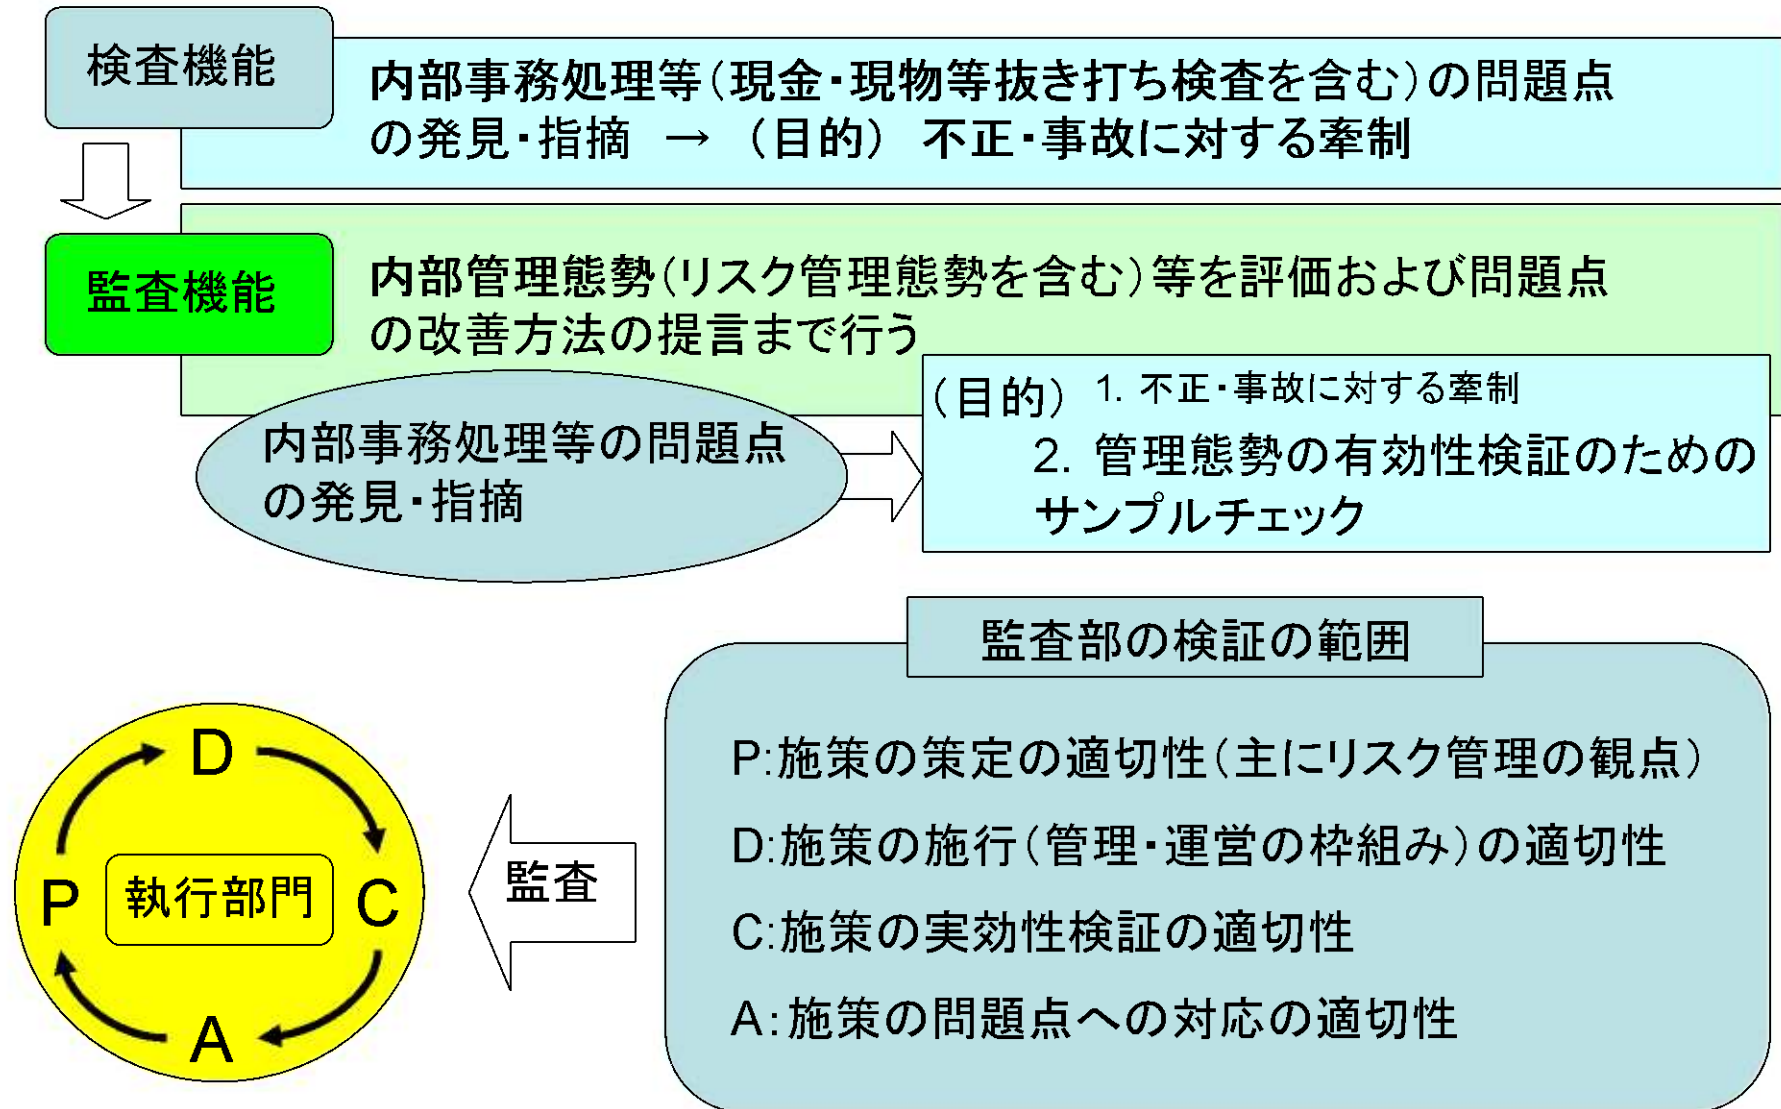 検査機能
内部事務処理等(現金・現物等抜き打ち検査を含む)の問題点
の発見・指摘 → (目的) 不正・事故に対する牽制
監査機能
内部管理態勢(リスク管理態勢を含む)等を評価および問題点
の改善方法の提言まで行う
内部事務処理等の問題点
の発見・指摘
(目的) 1. 不正・事故に対する牽制
2. 管理態勢の有効性検証のための
サンプルチェック
監査部の検証の範囲
P:施策の策定の適切性(主にリスク管理の観点)
D:施策の施行(管理・運営の枠組み)の適切性
C:施策の実効性検証の適切性
A:施策の問題点への対応の適切性
監査
D
P
執行部門
C
A